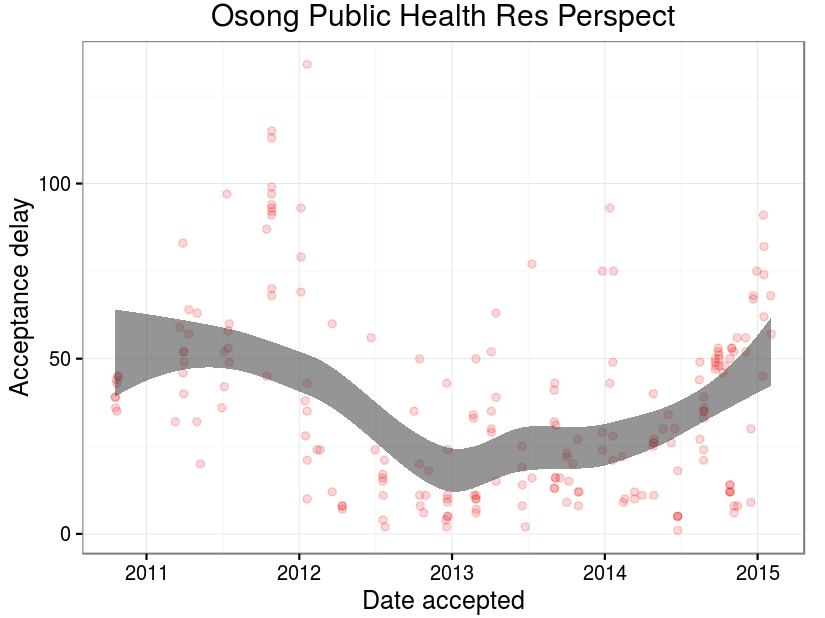 Osong Public Health Res Perspect
Acceptance delay
100
50
0
2011 2012 2013 2014 2015
Date accepted